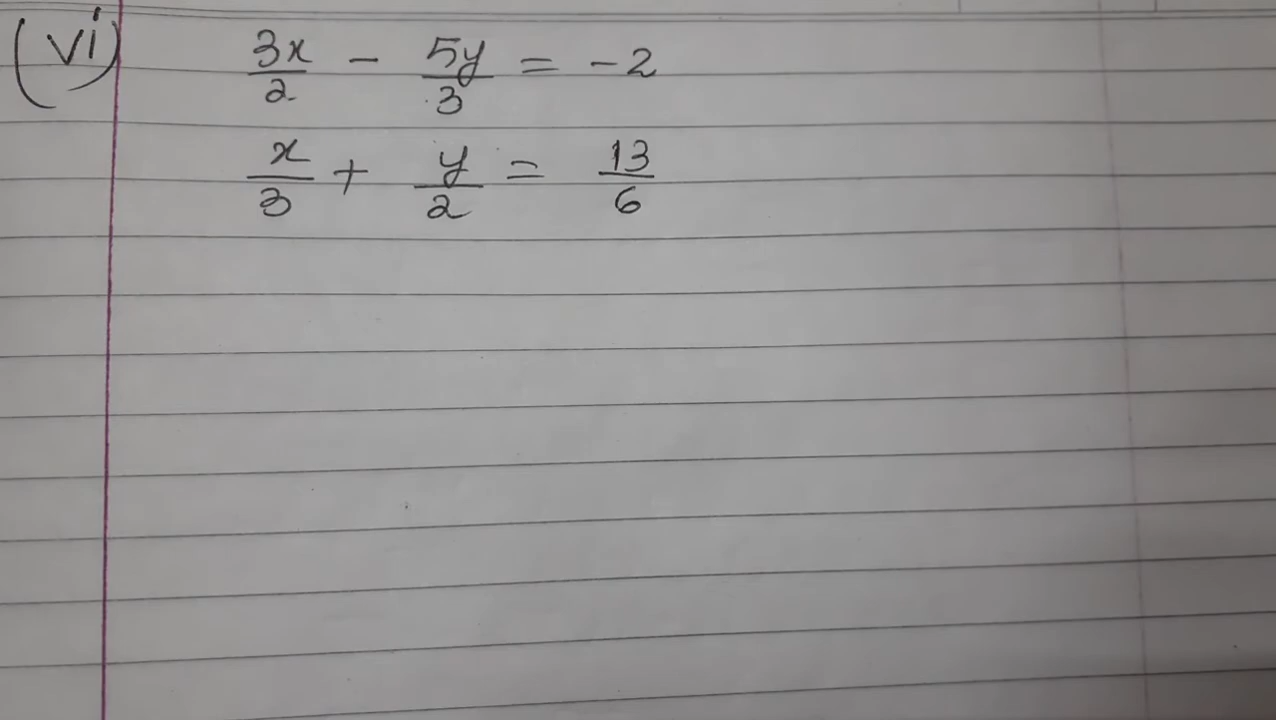 (vi) 3x/2 - 5y/3 = -2
x/3 + y/2 = 13/6